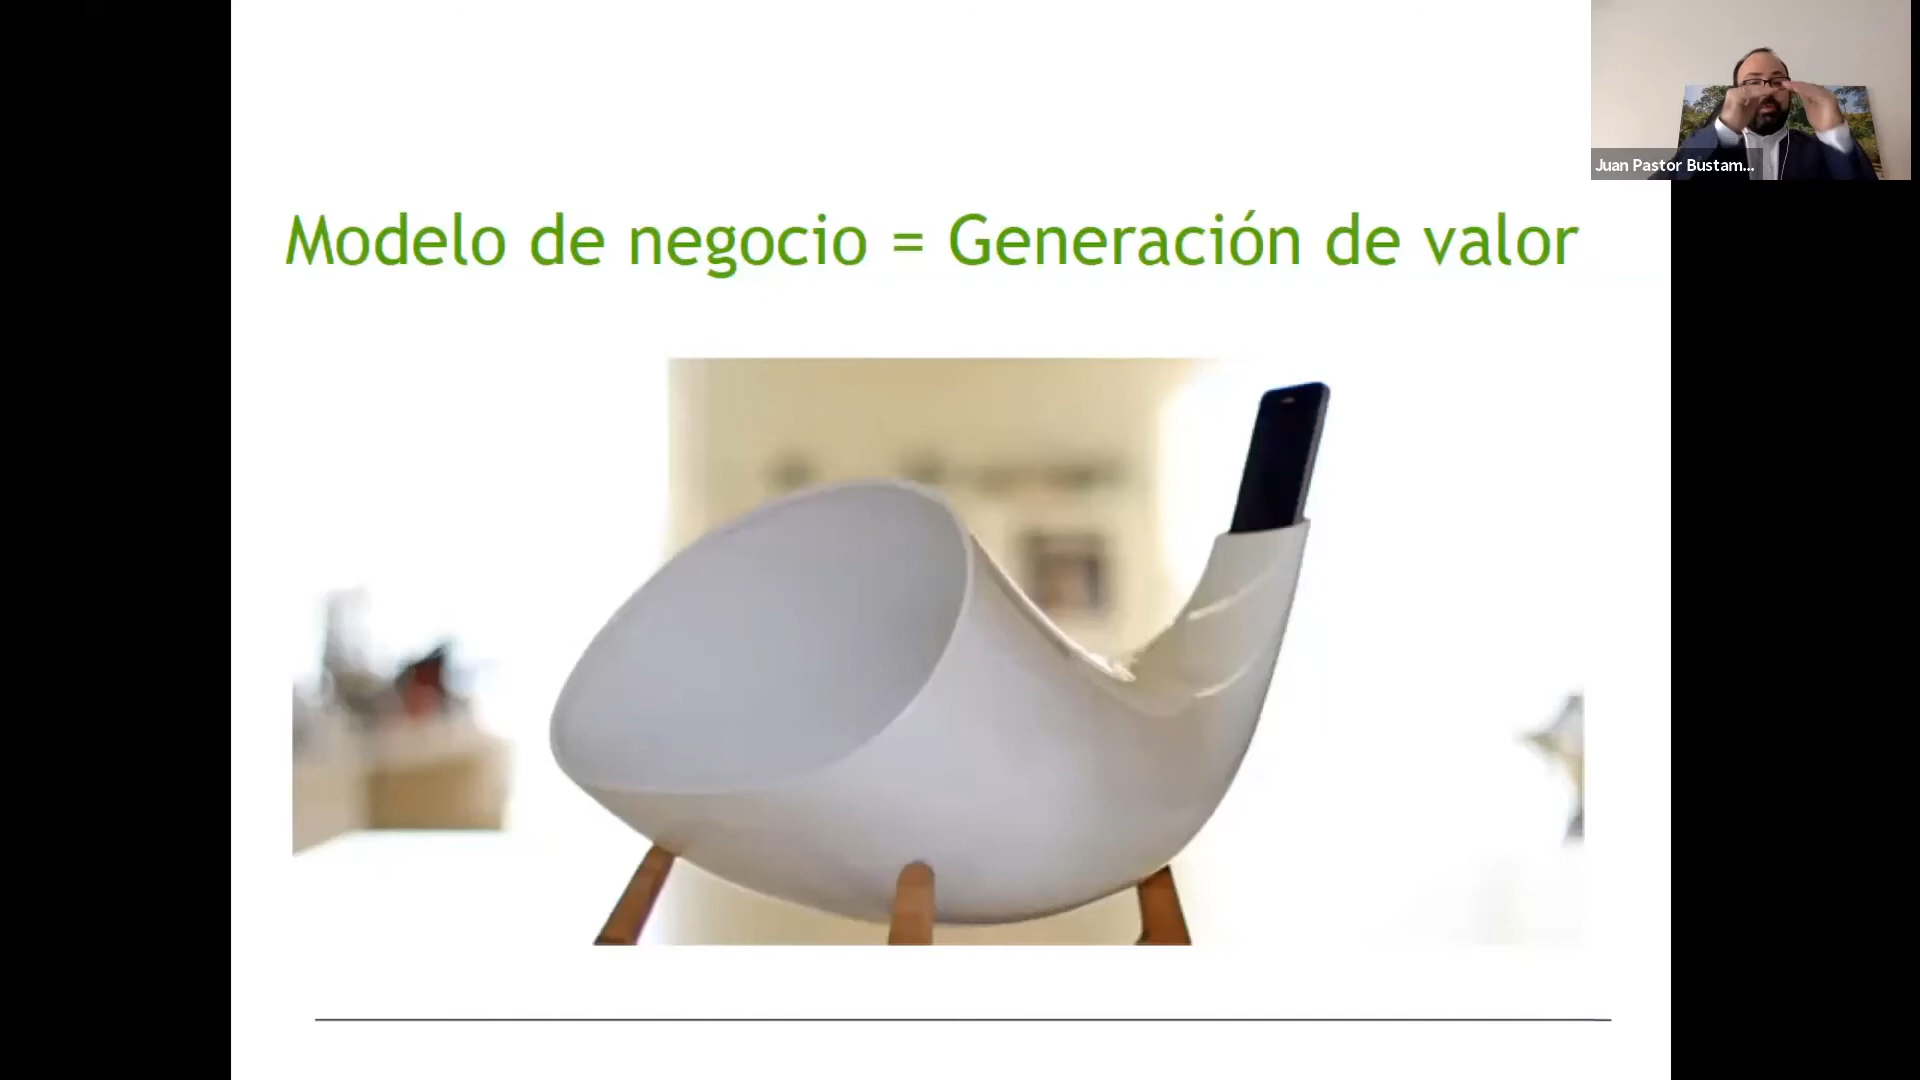 Juan Pastor Bustam...
Modelo de negocio = Generación de valor